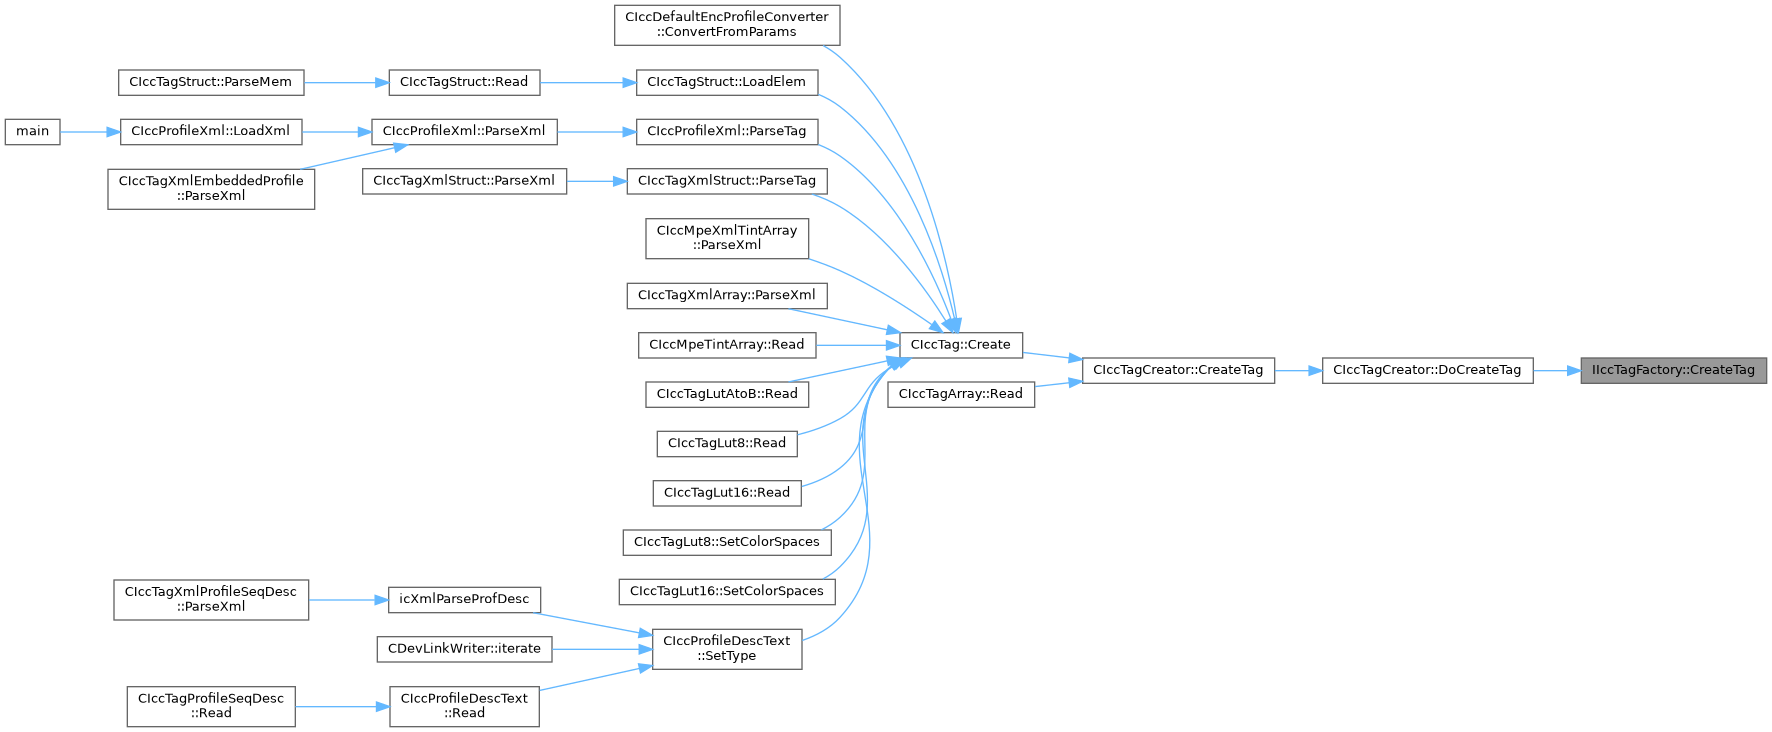 CIccDefaultEncProfileConverter
::ConvertFromParams
CIccTagStruct::ParseMem
CIccTagStruct::Read
CIccTagStruct::LoadElem
main
CIccProfileXml::LoadXml
CIccProfileXml::ParseXml
CIccProfileXml::ParseTag
CIccTagXmlEmbeddedProfile
::ParseXml
CIccTagXmlStruct::ParseXml
CIccTagXmlStruct::ParseTag
CIccMpeXmlTintArray
::ParseXml
CIccTagXmlArray::ParseXml
CIccMpeTintArray::Read
CIccTag::Create
CIccTagCreator::CreateTag
CIccTagCreator::DoCreateTag
IIccTagFactory::CreateTag
CIccTagLutAtoB::Read
CIccTagArray::Read
CIccTagLut8::Read
CIccTagLut16::Read
CIccTagLut8::SetColorSpaces
CIccTagLut16::SetColorSpaces
CIccTagXmlProfileSeqDesc
::ParseXml
icXmlParseProfDesc
CDevLinkWriter::iterate
CIccProfileDescText
::SetType
CIccTagProfileSeqDesc
::Read
CIccProfileDescText
::Read